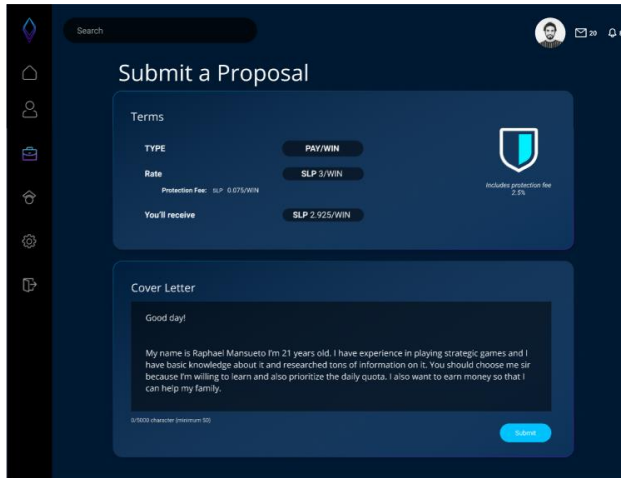 Search
20
Submit a Proposal
Terms
TYPE
PAY/WIN
Rate
SLP 3/WIN
Protection Fee: SLP 0.075/WIN
Includes protection fee
2.5%
You'll receive
SLP 2.925/WIN
Cover Letter
Good day!
My name is Raphael Mansueto I'm 21 years old. I have experience in playing strategic games and I
have basic knowledge about it and researched tons of information on it. You should choose me sir
because I'm willing to learn and also prioritize the daily quota. I also want to earn money so that I
can help my family.
0/5000 character (minimum 50)
Submit